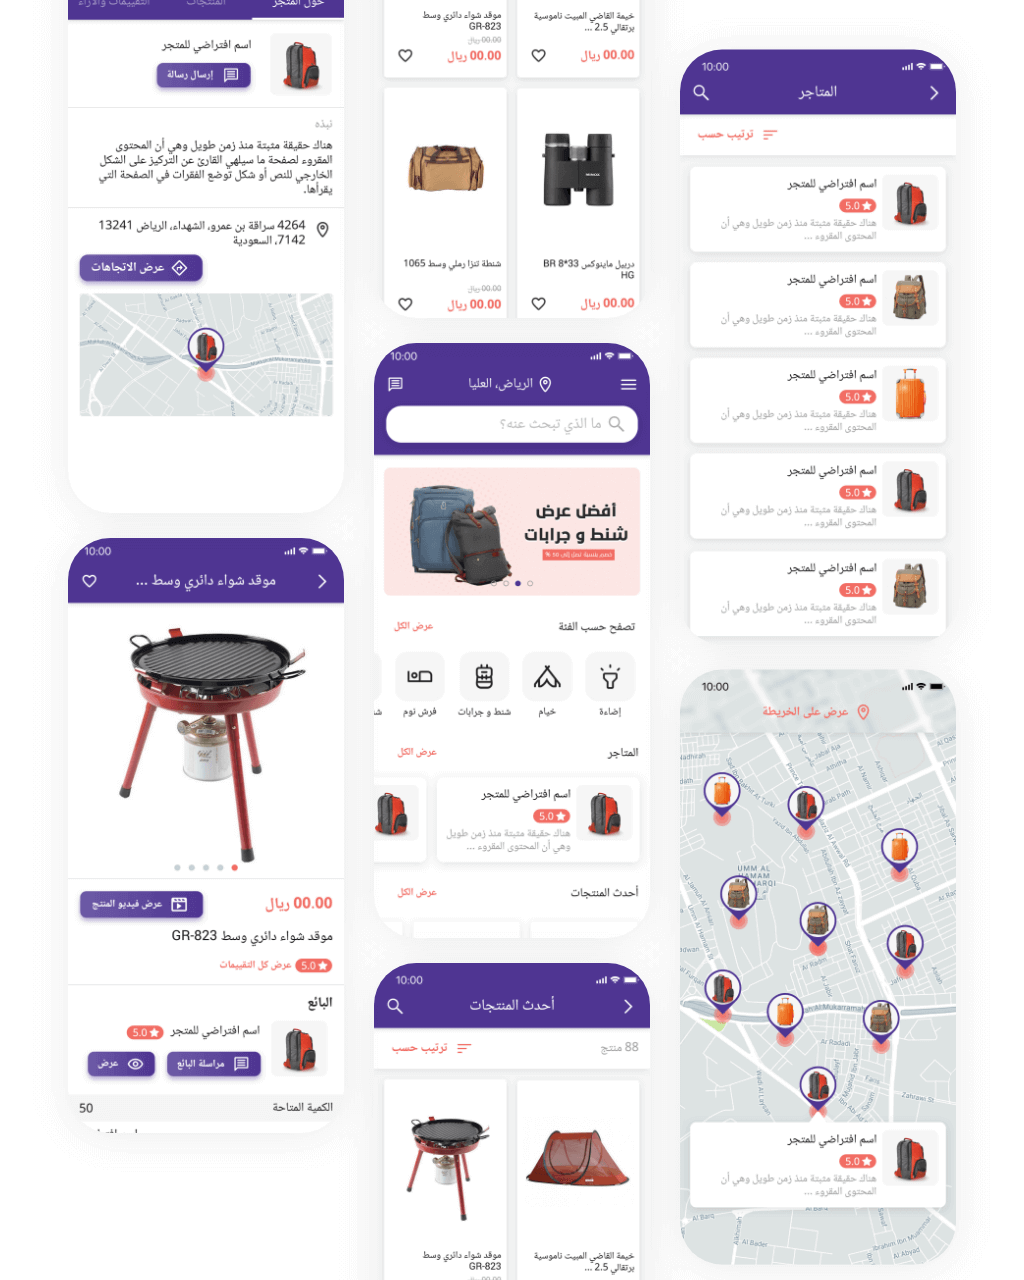 حول المتجر
المنتجات
التقييمات والآراء
اسم افتراضي للمتجر
إرسال رسالة
نبذه
هناك حقيقة مثبتة منذ زمن طويل وهي أن المحتوى
المقروء لصفحة ما سيلهي القارئ عن التركيز على الشكل
الخارجي للنص أو شكل توضع الفقرات في الصفحة التي
يقرأها.
4264 سراقة بن عمرو، الشهداء، الرياض 13241
7142، السعودية
عرض الاتجاهات
10:00
موقد شواء دائري وسط ...
00.00 ريال
عرض فيديو المنتج
موقد شواء دائري وسط GR-823
5.0
عرض كل التقييمات
البائع
اسم افتراضي للمتجر
5.0
مراسلة البائع
عرض
الكمية المتاحة
50
خيمة القاضي المبيت ناموسية
برتقالي 2.5 ...
00.00 ريال
موقد شواء دائري وسط
GR-823
00.00 ريال
00.00 ريال
دربيل ماينوكس BR 8*33
HG
00.00 ريال
شنطة تنزا رملي وسط 1065
00.00 ريال
00.00 ريال
10:00
الرياض، العليا
ما الذي تبحث عنه؟
أفضل عرض
شنط و جرابات
خصم بنسبة تصل إلى 50 %
تصفح حسب الفئة
عرض الكل
إضاءة
خيام
شنط و جرابات
فرش نوم
المتاجر
عرض الكل
اسم افتراضي للمتجر
5.0
هناك حقيقة مثبتة منذ زمن طويل
وهي أن المحتوى المقروء ...
أحدث المنتجات
عرض الكل
10:00
أحدث المنتجات
88 منتج
ترتيب حسب
خيمة القاضي المبيت ناموسية
برتقالي 2.5 ...
موقد شواء دائري وسط
GR-823
10:00
المتاجر
ترتيب حسب
اسم افتراضي للمتجر
5.0
هناك حقيقة مثبتة منذ زمن طويل وهي أن
المحتوى المقروء ...
اسم افتراضي للمتجر
5.0
هناك حقيقة مثبتة منذ زمن طويل وهي أن
المحتوى المقروء ...
اسم افتراضي للمتجر
5.0
هناك حقيقة مثبتة منذ زمن طويل وهي أن
المحتوى المقروء ...
اسم افتراضي للمتجر
5.0
هناك حقيقة مثبتة منذ زمن طويل وهي أن
المحتوى المقروء ...
اسم افتراضي للمتجر
5.0
هناك حقيقة مثبتة منذ زمن طويل وهي أن
المحتوى المقروء ...
10:00
عرض على الخريطة
UMM AL
HAMAM
Al Mukarramah
Al Radadi
اسم افتراضي للمتجر
5.0
هناك حقيقة مثبتة منذ زمن طويل وهي أن
المحتوى المقروء ...
Al Bader
Al Abyad